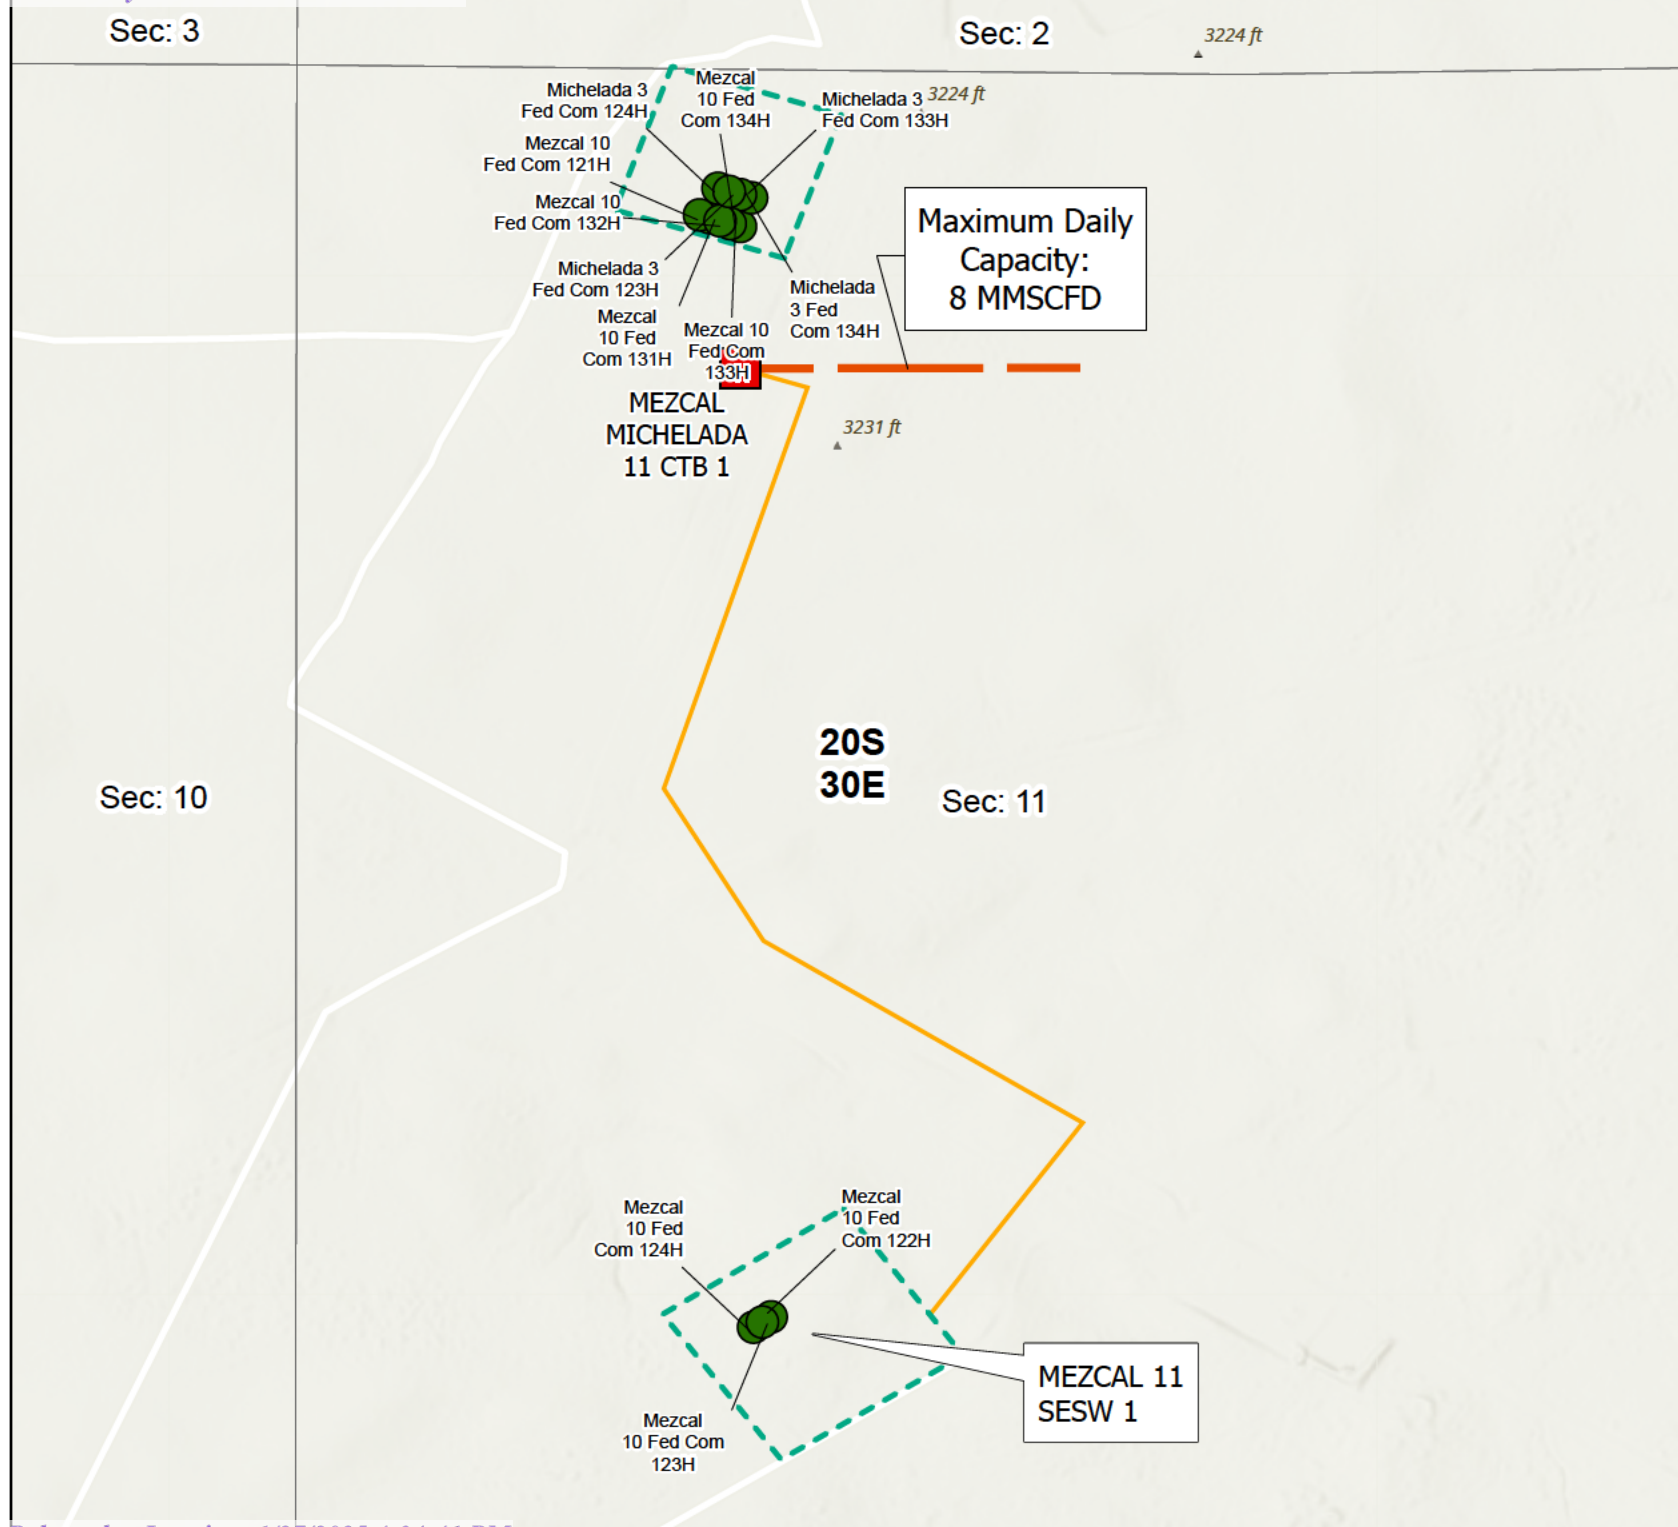 Sec: 3
Sec: 2
3224 ft
Michelada 3
Fed Com 124H
Mezcal
10 Fed
Com 134H
Michelada 3
Fed Com 133H
3224 ft
Mezcal 10
Fed Com 121H
Mezcal 10
Fed Com 132H
Maximum Daily
Capacity:
8 MMSCFD
Michelada 3
Fed Com 123H
Mezcal
10 Fed
Com 131H
Mezcal 10
Fed Com
133H
Michelada
3 Fed
Com 134H
MEZCAL
MICHELADA
11 CTB 1
3231 ft
20S
30E
Sec: 10
Sec: 11
Mezcal
10 Fed
Com 124H
Mezcal
10 Fed
Com 122H
MEZCAL 11
SESW 1
Mezcal
10 Fed Com
123H